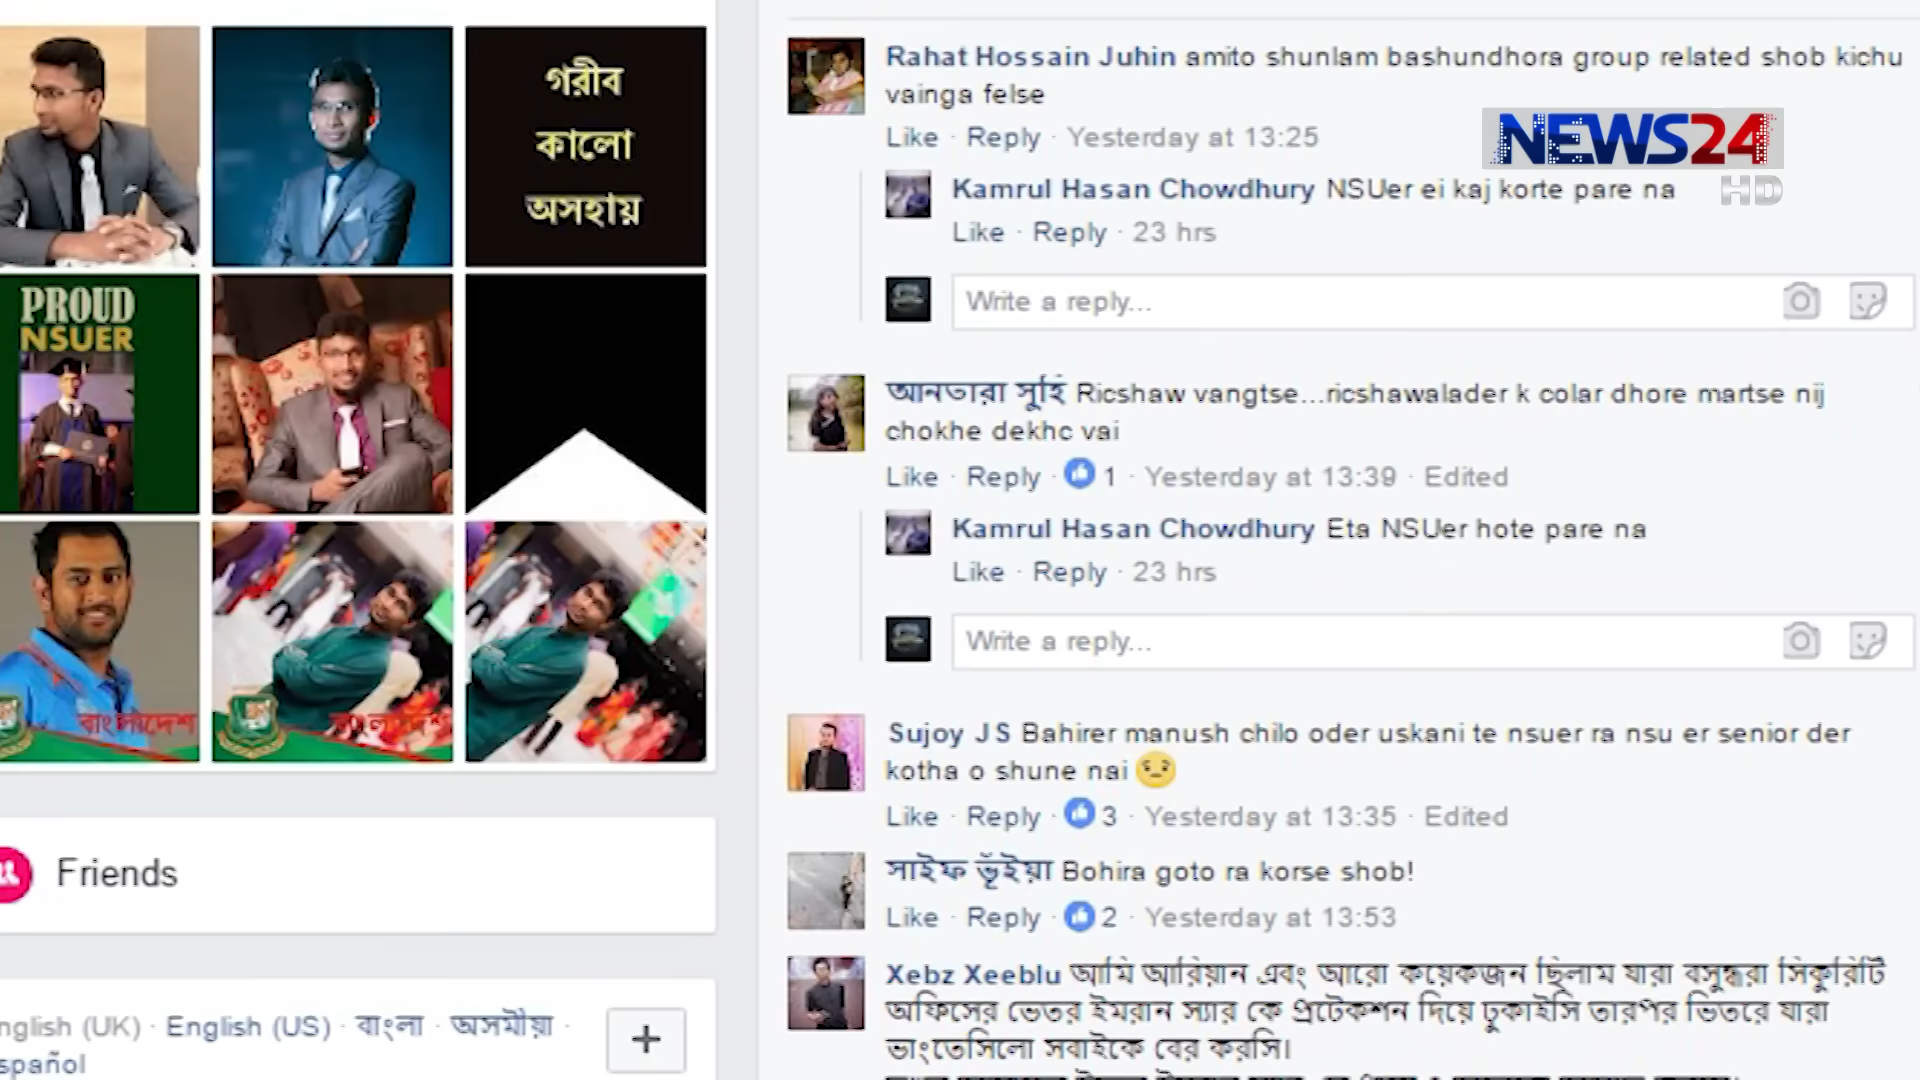 গরীব
কালো
অসহায়
PROUD
NSUER
বাংলাদেশ
Friends
nglish (UK) · English (US) · বাংলা · অসমীয়া ·
spañol
+
Rahat Hossain Juhin amito shunlam bashundhora group related shob kichu
vainga felse
Like · Reply · Yesterday at 13:25
NEWS24
HD
Kamrul Hasan Chowdhury NSUer ei kaj korte pare na
Like · Reply · 23 hrs
Write a reply...
আনতারা সুহি Ricshaw vangtse...ricshawalader k colar dhore martse nij
chokhe dekhc vai
Like · Reply · 1 · Yesterday at 13:39 · Edited
Kamrul Hasan Chowdhury Eta NSUer hote pare na
Like · Reply · 23 hrs
Write a reply...
Sujoy JS Bahirer manush chilo oder uskani te nsuer ra nsu er senior der
kotha o shune nai 😟
Like · Reply · 3 · Yesterday at 13:35 · Edited
সাইফ ভূঁইয়া Bohira goto ra korse shob!
Like · Reply · 2 · Yesterday at 13:53
Xebz Xeeblu আমি আরিয়ান এবং আরো কয়েকজন ছিলাম যারা বসুন্ধরা সিকুরিটি
অফিসের ভেতর ইমরান স্যার কে প্রটেকশন দিয়ে ঢুকাইসি তারপর ভিতরে যারা
ভাংতেসিলো সবাইকে বের করসি।